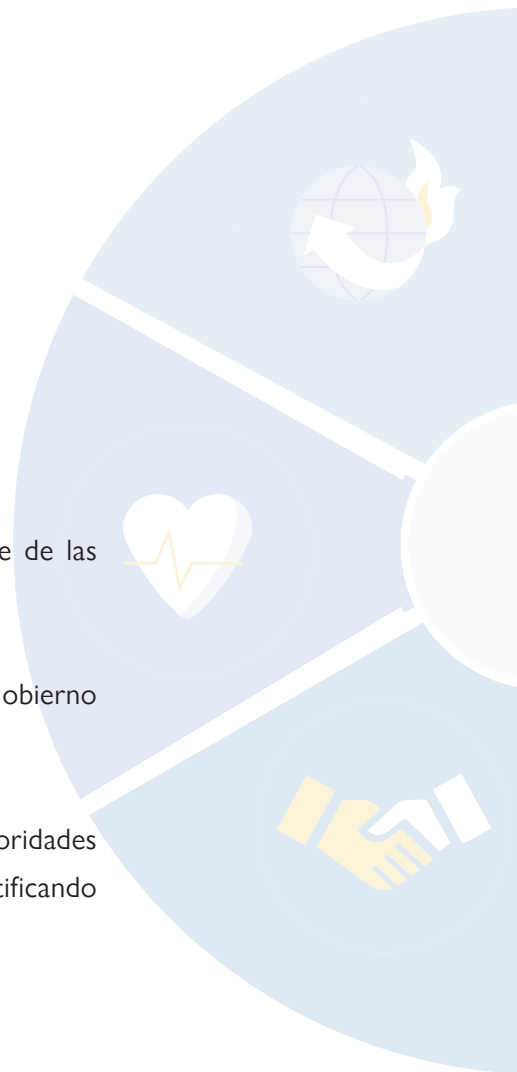 e de las
obierno
oridades
tificando